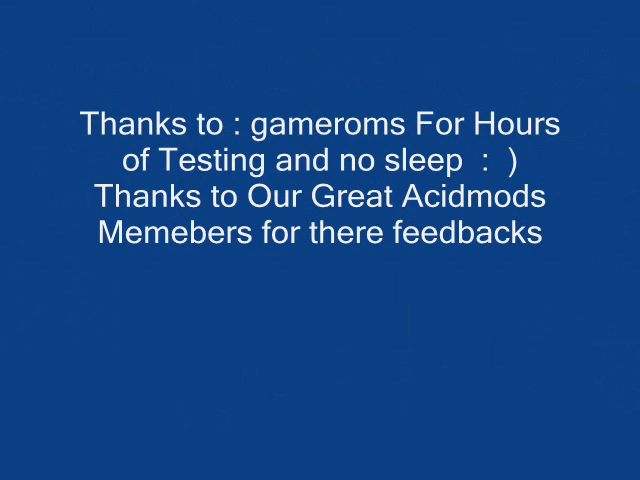 Thanks to : gameroms For Hours
of Testing and no sleep  :  )
Thanks to Our Great Acidmods
Memebers for there feedbacks